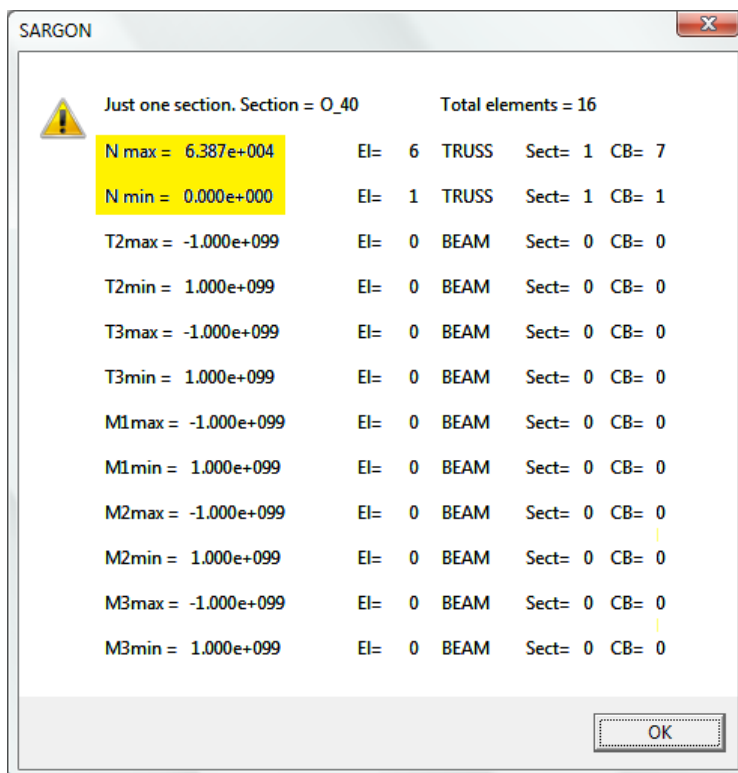 SARGON
Just one section. Section = O_40 Total elements = 16
N max = 6.387e+004 El= 6 TRUSS Sect= 1 CB= 7
N min = 0.000e+000 El= 1 TRUSS Sect= 1 CB= 1
T2max = -1.000e+099 El= 0 BEAM Sect= 0 CB= 0
T2min = 1.000e+099 El= 0 BEAM Sect= 0 CB= 0
T3max = -1.000e+099 El= 0 BEAM Sect= 0 CB= 0
T3min = 1.000e+099 El= 0 BEAM Sect= 0 CB= 0
M1max = -1.000e+099 El= 0 BEAM Sect= 0 CB= 0
M1min = 1.000e+099 El= 0 BEAM Sect= 0 CB= 0
M2max = -1.000e+099 El= 0 BEAM Sect= 0 CB= 0
M2min = 1.000e+099 El= 0 BEAM Sect= 0 CB= 0
M3max = -1.000e+099 El= 0 BEAM Sect= 0 CB= 0
M3min = 1.000e+099 El= 0 BEAM Sect= 0 CB= 0
OK